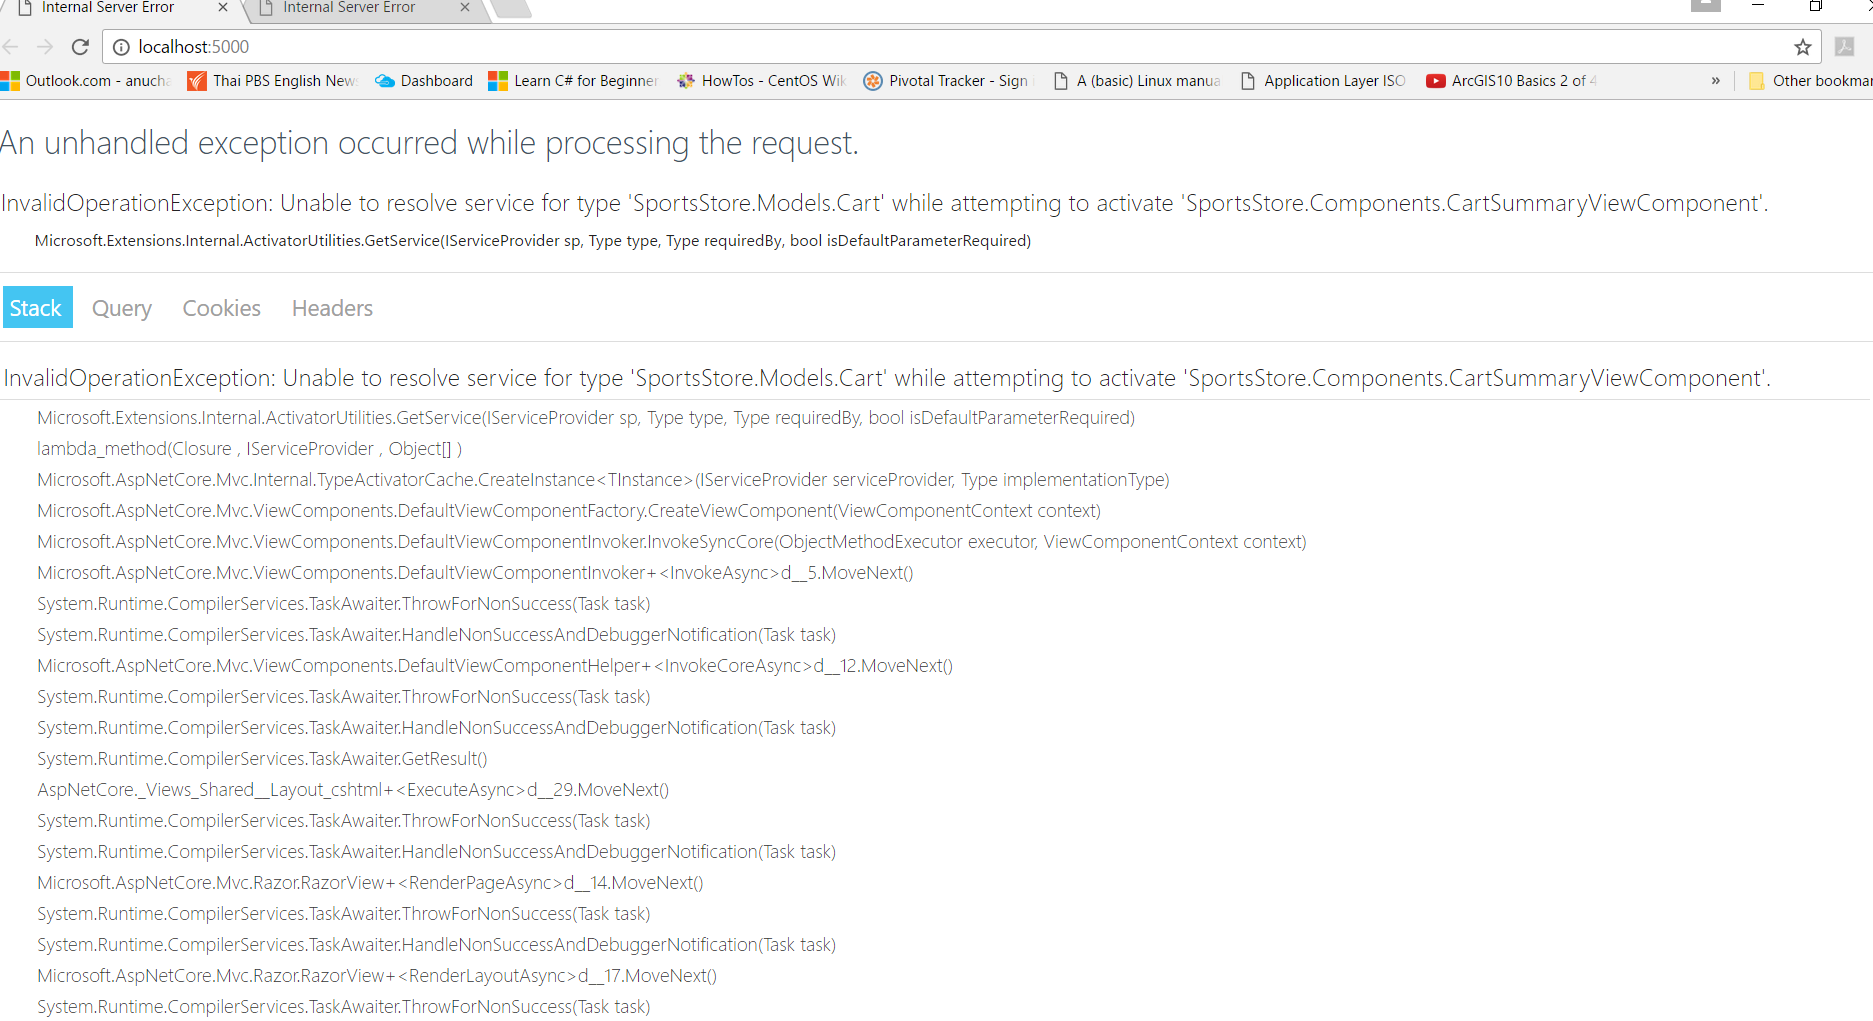 Internal Server Error
Internal Server Error
localhost:5000
Outlook.com - anucha Thai PBS English New Dashboard Learn C# for Beginner HowTos - CentOS Wik Pivotal Tracker - Sign A (basic) Linux manua Application Layer ISO ArcGIS10 Basics 2 of 4 » Other bookmar
An unhandled exception occurred while processing the request.
InvalidOperationException: Unable to resolve service for type 'SportsStore.Models.Cart' while attempting to activate 'SportsStore.Components.CartSummaryViewComponent'.
Microsoft.Extensions.Internal.ActivatorUtilities.GetService(IServiceProvider sp, Type type, Type requiredBy, bool isDefaultParameterRequired)
Stack Query Cookies Headers
InvalidOperationException: Unable to resolve service for type 'SportsStore.Models.Cart' while attempting to activate 'SportsStore.Components.CartSummaryViewComponent'.
Microsoft.Extensions.Internal.ActivatorUtilities.GetService(IServiceProvider sp, Type type, Type requiredBy, bool isDefaultParameterRequired)
lambda_method(Closure , IServiceProvider , Object[] )
Microsoft.AspNetCore.Mvc.Internal.TypeActivatorCache.CreateInstance<TInstance>(IServiceProvider serviceProvider, Type implementationType)
Microsoft.AspNetCore.Mvc.ViewComponents.DefaultViewComponentFactory.CreateViewComponent(ViewComponentContext context)
Microsoft.AspNetCore.Mvc.ViewComponents.DefaultViewComponentInvoker.InvokeSyncCore(ObjectMethodExecutor executor, ViewComponentContext context)
Microsoft.AspNetCore.Mvc.ViewComponents.DefaultViewComponentInvoker+<InvokeAsync>d__5.MoveNext()
System.Runtime.CompilerServices.TaskAwaiter.ThrowForNonSuccess(Task task)
System.Runtime.CompilerServices.TaskAwaiter.HandleNonSuccessAndDebuggerNotification(Task task)
Microsoft.AspNetCore.Mvc.ViewComponents.DefaultViewComponentHelper+<InvokeCoreAsync>d__12.MoveNext()
System.Runtime.CompilerServices.TaskAwaiter.ThrowForNonSuccess(Task task)
System.Runtime.CompilerServices.TaskAwaiter.HandleNonSuccessAndDebuggerNotification(Task task)
System.Runtime.CompilerServices.TaskAwaiter.GetResult()
AspNetCore._Views_Shared__Layout_cshtml+<ExecuteAsync>d__29.MoveNext()
System.Runtime.CompilerServices.TaskAwaiter.ThrowForNonSuccess(Task task)
System.Runtime.CompilerServices.TaskAwaiter.HandleNonSuccessAndDebuggerNotification(Task task)
Microsoft.AspNetCore.Mvc.Razor.RazorView+<RenderPageAsync>d__14.MoveNext()
System.Runtime.CompilerServices.TaskAwaiter.ThrowForNonSuccess(Task task)
System.Runtime.CompilerServices.TaskAwaiter.HandleNonSuccessAndDebuggerNotification(Task task)
Microsoft.AspNetCore.Mvc.Razor.RazorView+<RenderLayoutAsync>d__17.MoveNext()
System.Runtime.CompilerServices.TaskAwaiter.ThrowForNonSuccess(Task task)